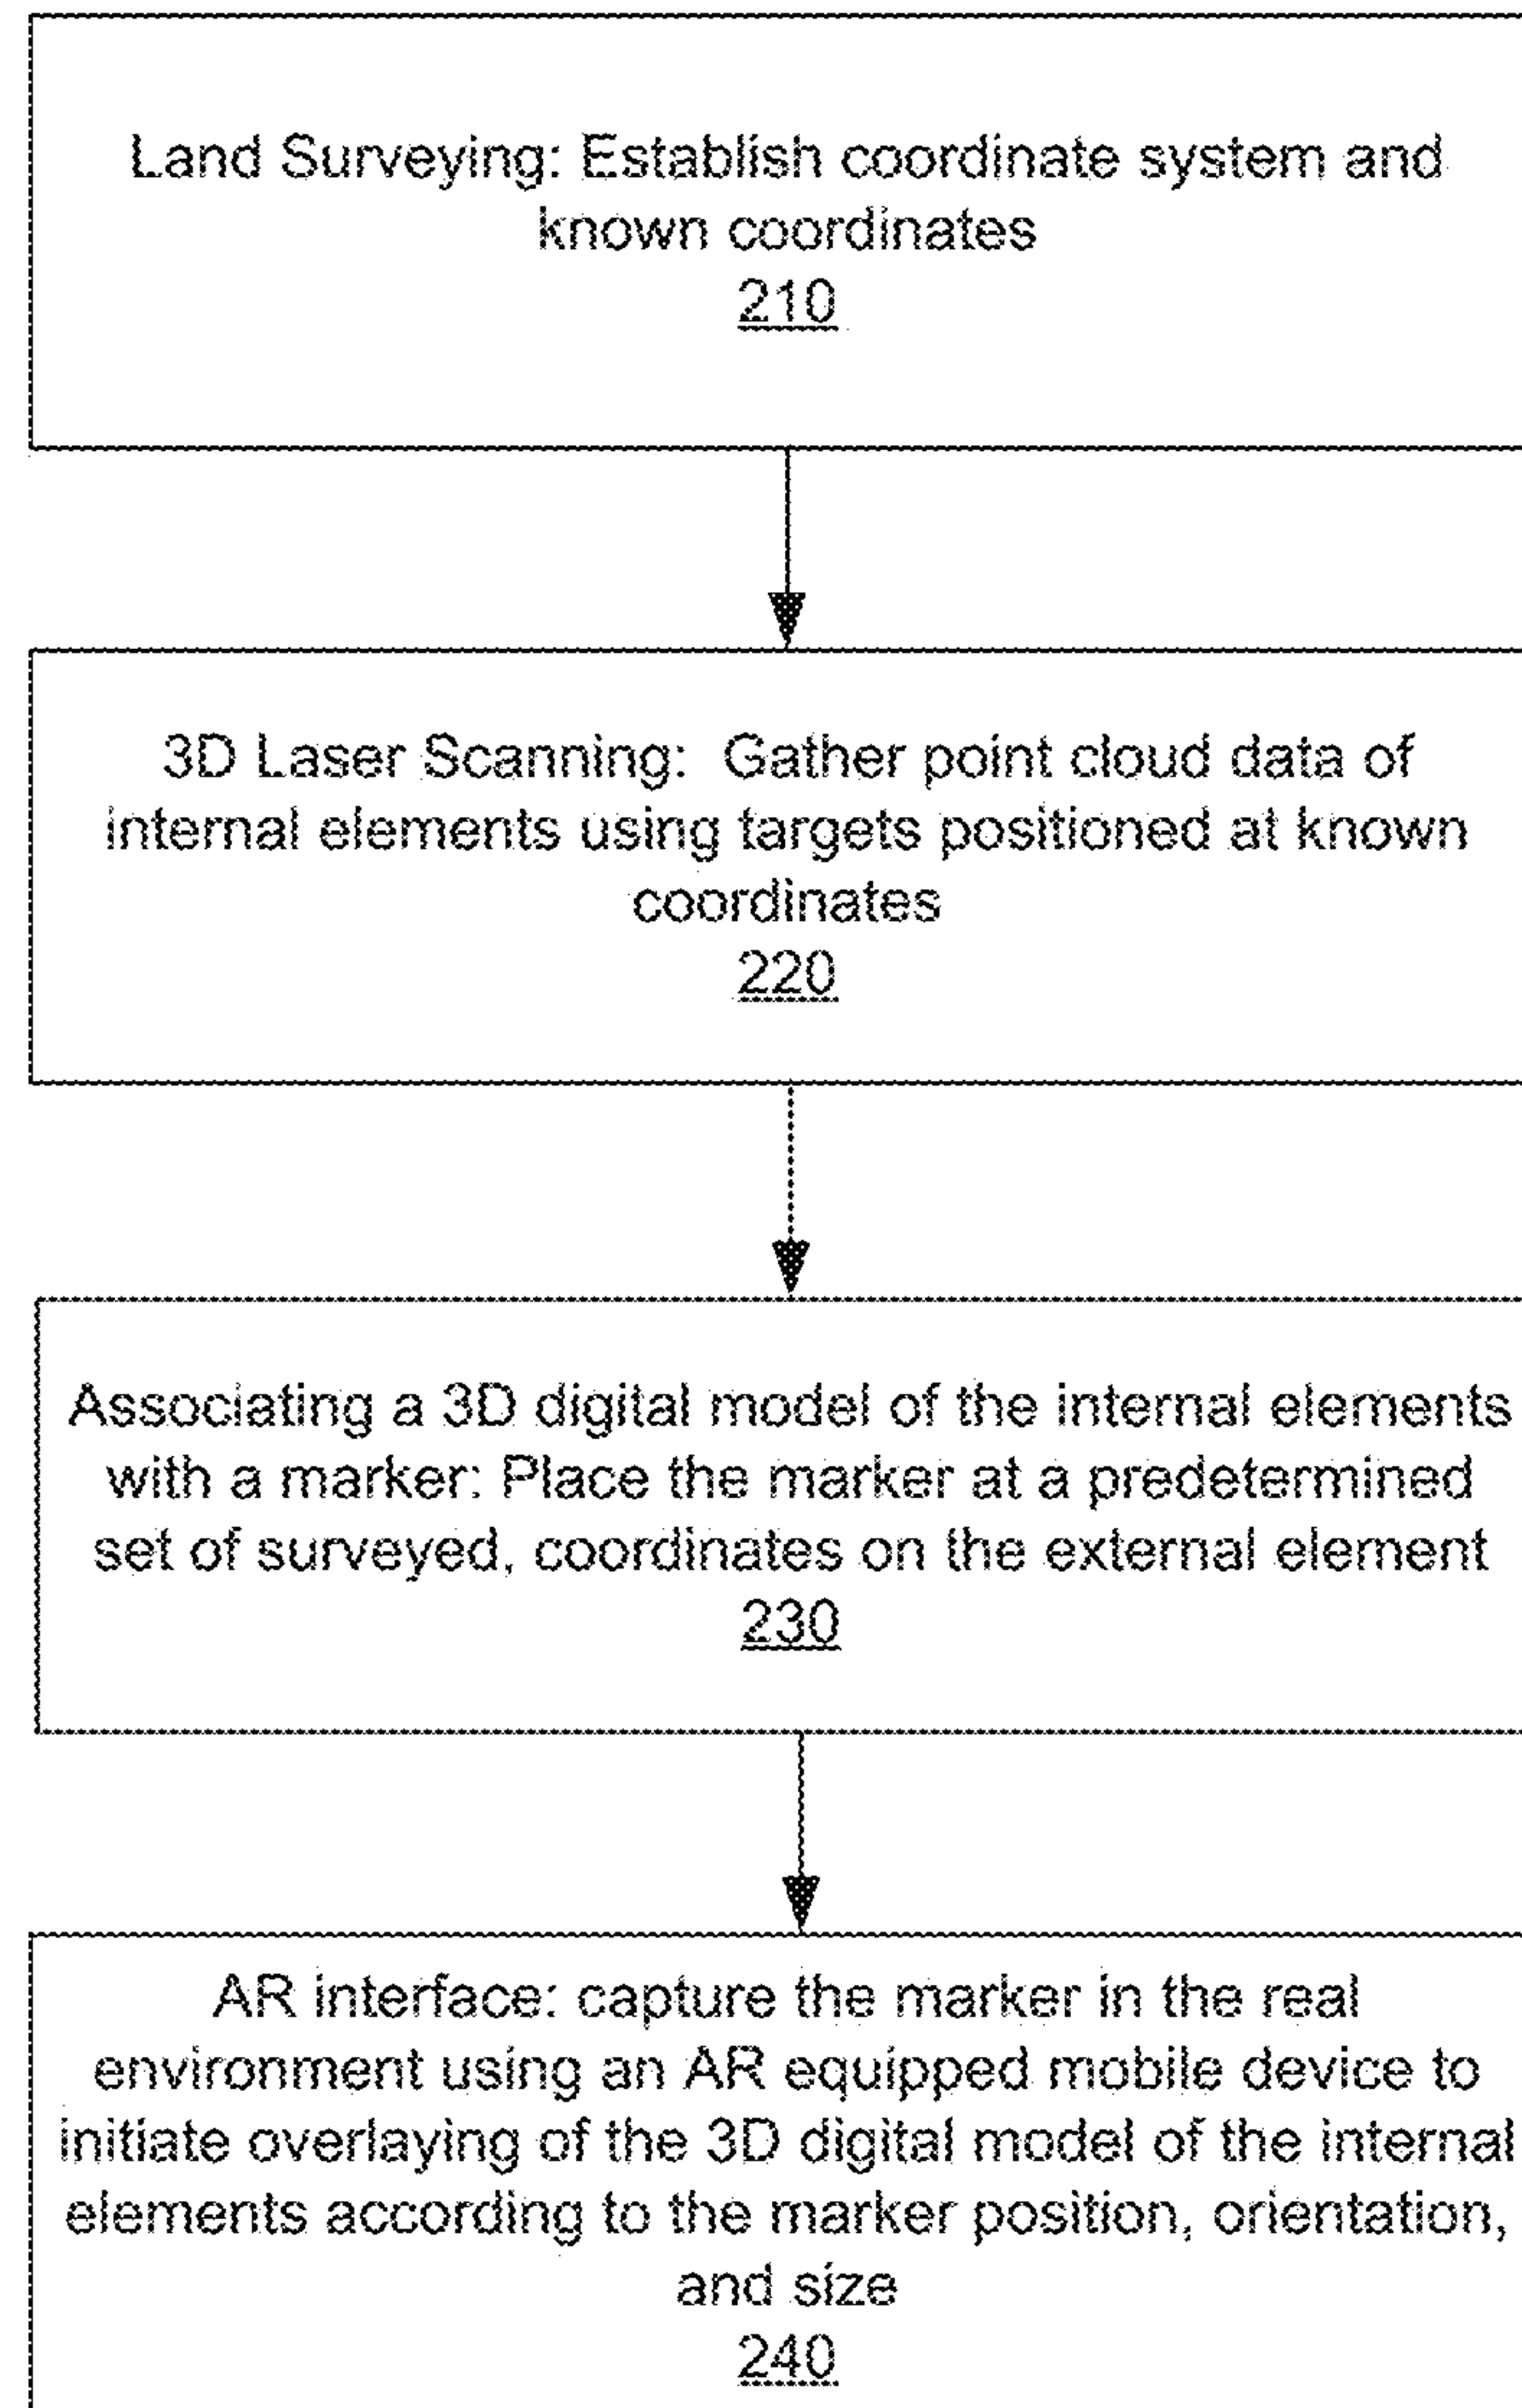 Land Surveying: Establish coordinate system and
known coordinates
210
3D Laser Scanning: Gather point cloud data of
internal elements using targets positioned at known
coordinates
220
Associating a 3D digital model of the internal elements
with a marker: Place the marker at a predetermined
set of surveyed, coordinates on the external element
230
AR interface: capture the marker in the real
environment using an AR equipped mobile device to
initiate overlaying of the 3D digital model of the internal
elements according to the marker position, orientation,
and size
240